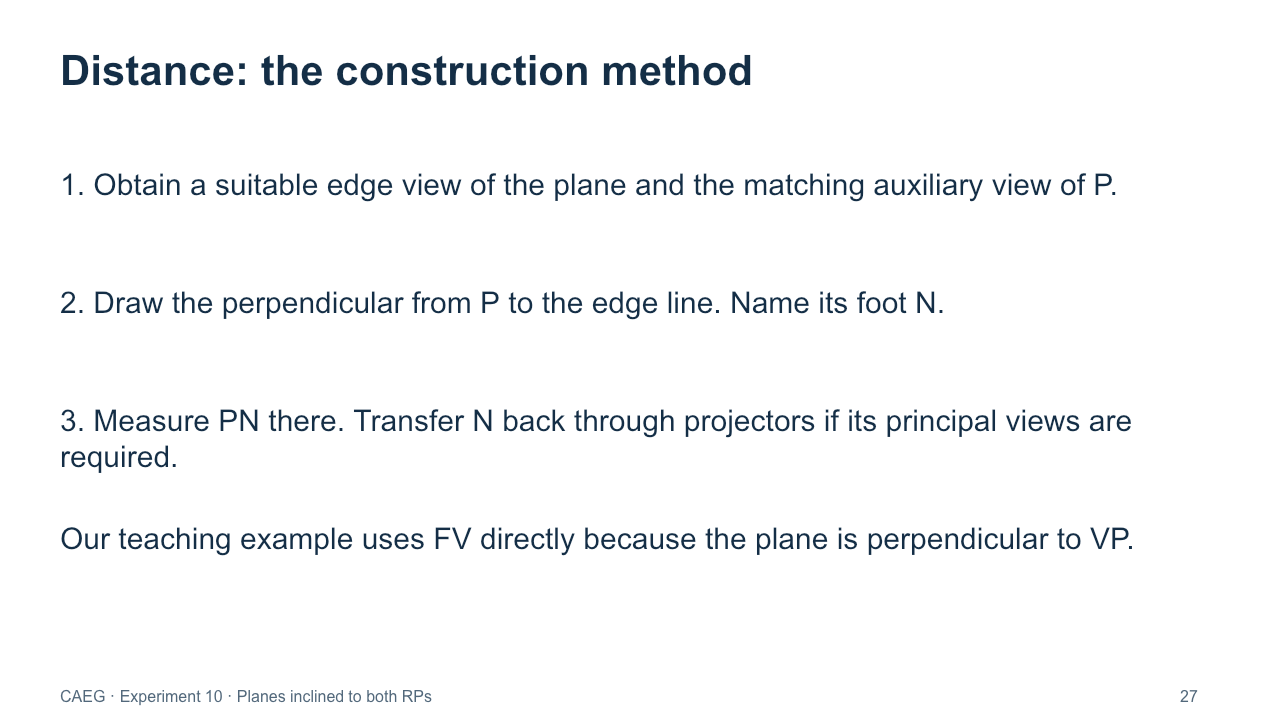 Distance: the construction method
1. Obtain a suitable edge view of the plane and the matching auxiliary view of P.
2. Draw the perpendicular from P to the edge line. Name its foot N.
3. Measure PN there. Transfer N back through projectors if its principal views are
required.
Our teaching example uses FV directly because the plane is perpendicular to VP.
CAEG · Experiment 10 · Planes inclined to both RPs
27